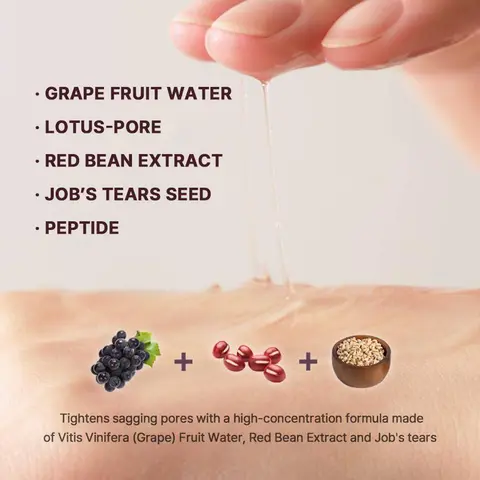 · GRAPE FRUIT WATER
· LOTUS-PORE
· RED BEAN EXTRACT
· JOB'S TEARS SEED
· PEPTIDE
+ +
Tightens sagging pores with a high-concentration formula made
of Vitis Vinifera (Grape) Fruit Water, Red Bean Extract and Job's tears